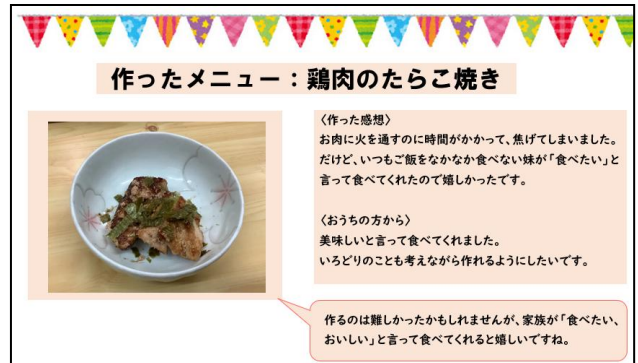 作ったメニュー：鶏肉のたらこ焼き
〈作った感想〉
お肉に火を通すのに時間がかかって、焦げてしまいました。
だけど、いつもご飯をなかなか食べない妹が「食べたい」と
言って食べてくれたので嬉しかったです。
〈おうちの方から〉
美味しいと言って食べてくれました。
いろどりのことも考えながら作れるようにしたいです。
作るのは難しかったかもしれませんが、家族が「食べたい、
おいしい」と言って食べてくれると嬉しいですね。